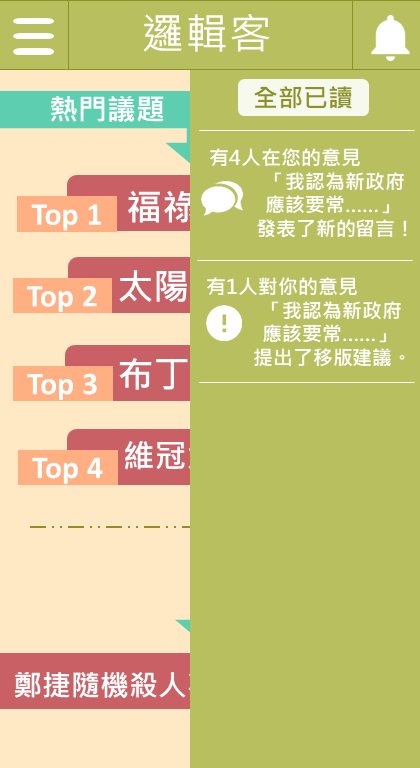 邏輯客
熱門議題
Top 1 福祿
Top 2 太陽
Top 3 布丁
Top 4 維冠
鄭捷隨機殺人
全部已讀
有4人在您的意見
「我認為新政府
應該要常......」
發表了新的留言！
有1人對你的意見
「我認為新政府
應該要常......」
提出了移版建議。